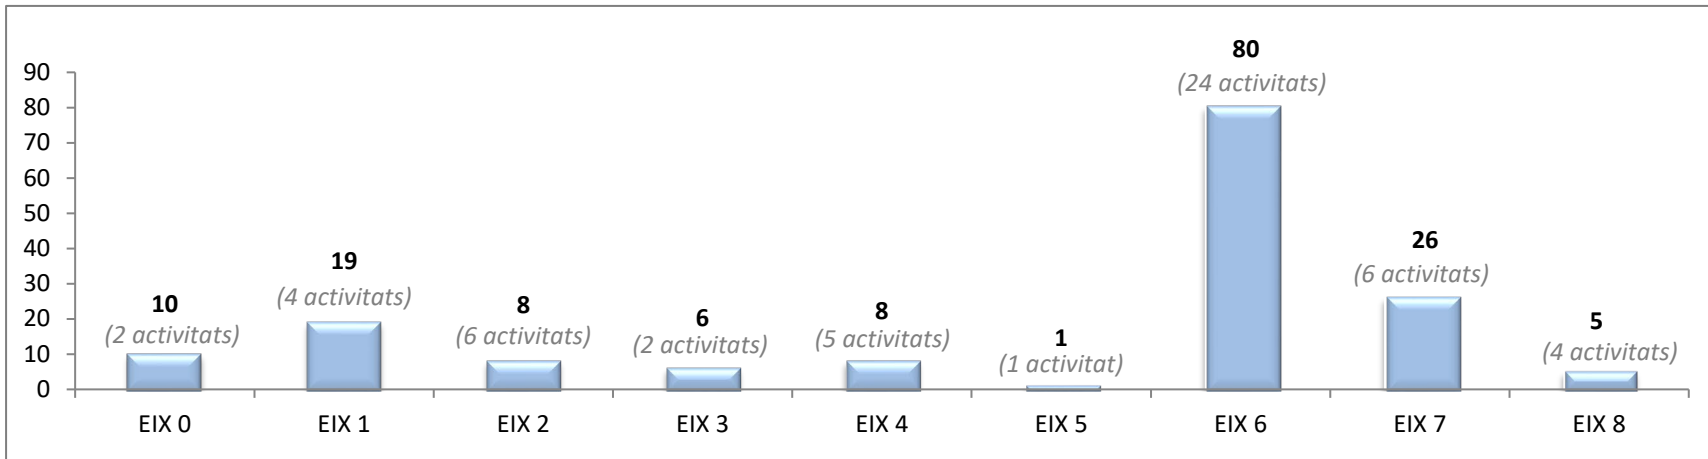 80
(24 activitats)
90
80
70
60
50
40
30
20
10
0
10
(2 activitats)
19
(4 activitats)
8
(6 activitats)
6
(2 activitats)
8
(5 activitats)
1
(1 activitat)
26
(6 activitats)
5
(4 activitats)
EIX 0 EIX 1 EIX 2 EIX 3 EIX 4 EIX 5 EIX 6 EIX 7 EIX 8